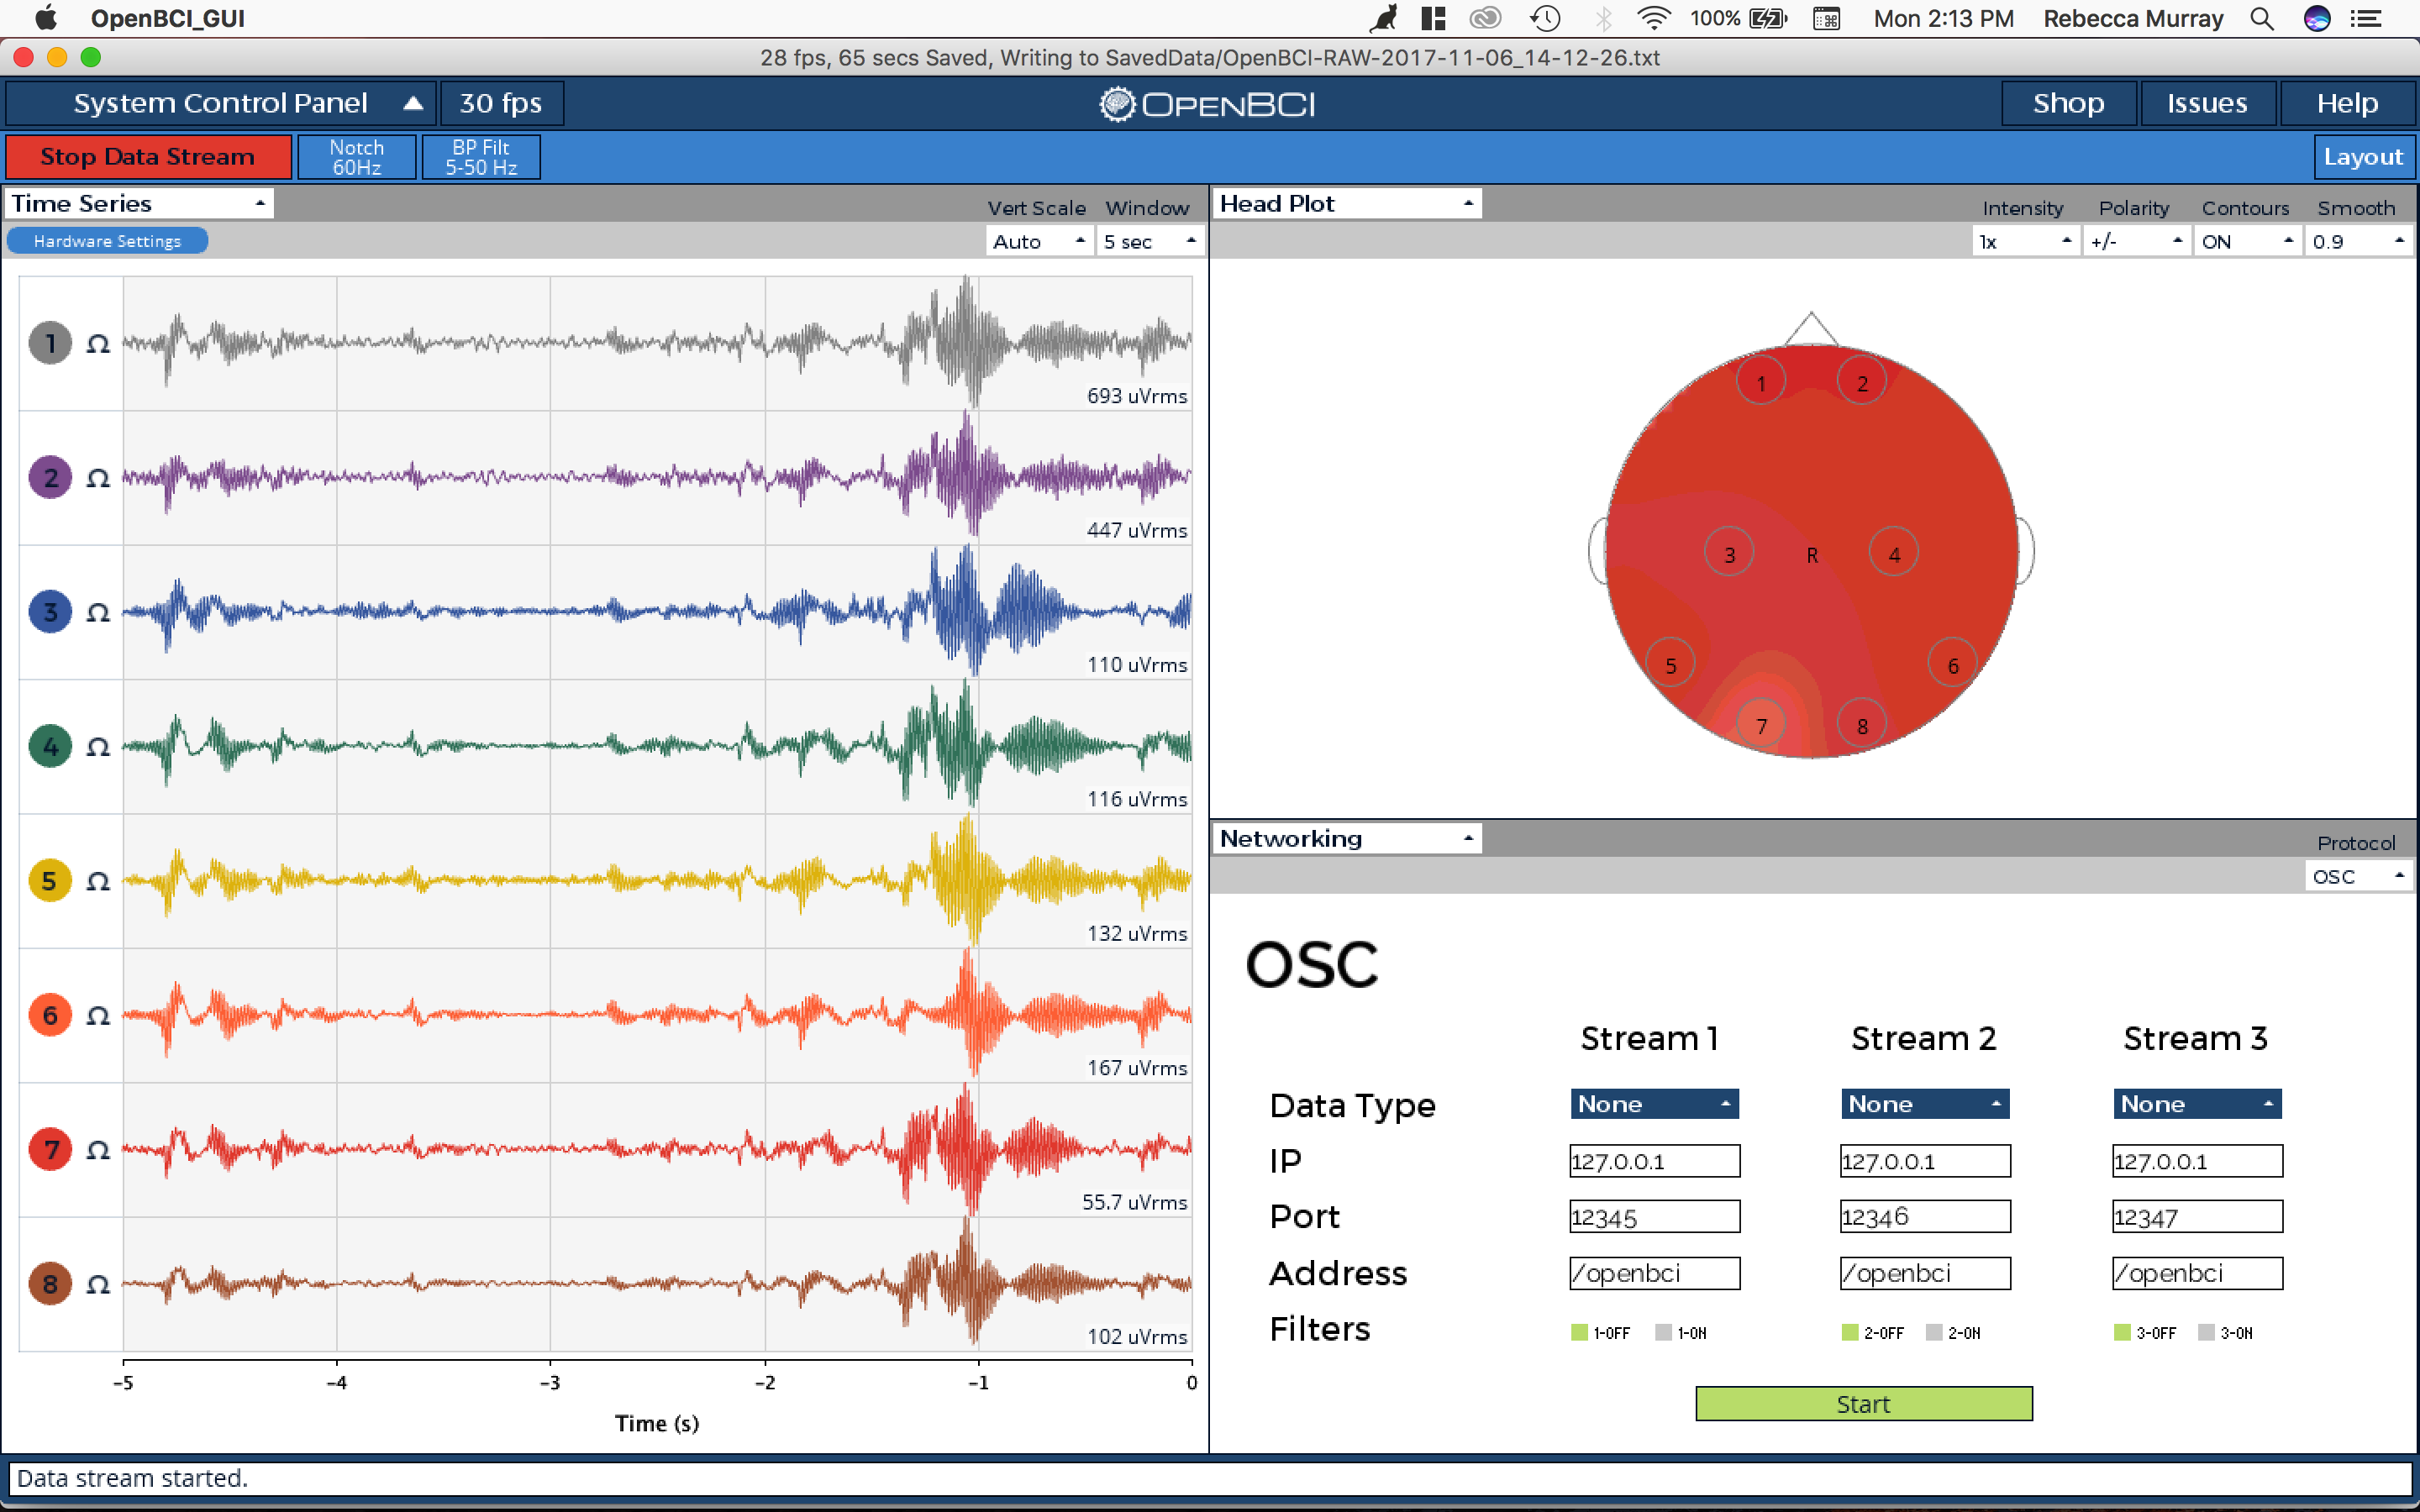 OpenBCI_GUI 100% Mon 2:13 PM Rebecca Murray
28 fps, 65 secs Saved, Writing to SavedData/OpenBCI-RAW-2017-11-06_14-12-26.txt
System Control Panel 30 fps OPENBCI Shop Issues Help
Stop Data Stream Notch 60Hz BP Filt 5-50 Hz Layout
Time Series Vert Scale Window
Hardware Settings Auto 5 sec
1 Ω 693 uVrms
2 Ω 447 uVrms
3 Ω 110 uVrms
4 Ω 116 uVrms
5 Ω 132 uVrms
6 Ω 167 uVrms
7 Ω 55.7 uVrms
8 Ω 102 uVrms
-5 -4 -3 -2 -1 0
Time (s)
Head Plot Intensity Polarity Contours Smooth
1x +/- ON 0.9
1 2
3 R 4
5 6
7 8
Networking Protocol
OSC
OSC
Stream 1 Stream 2 Stream 3
Data Type None None None
IP 127.0.0.1 127.0.0.1 127.0.0.1
Port 12345 12346 12347
Address /openbci /openbci /openbci
Filters 1-OFF 1-ON 2-OFF 2-ON 3-OFF 3-ON
Start
Data stream started.